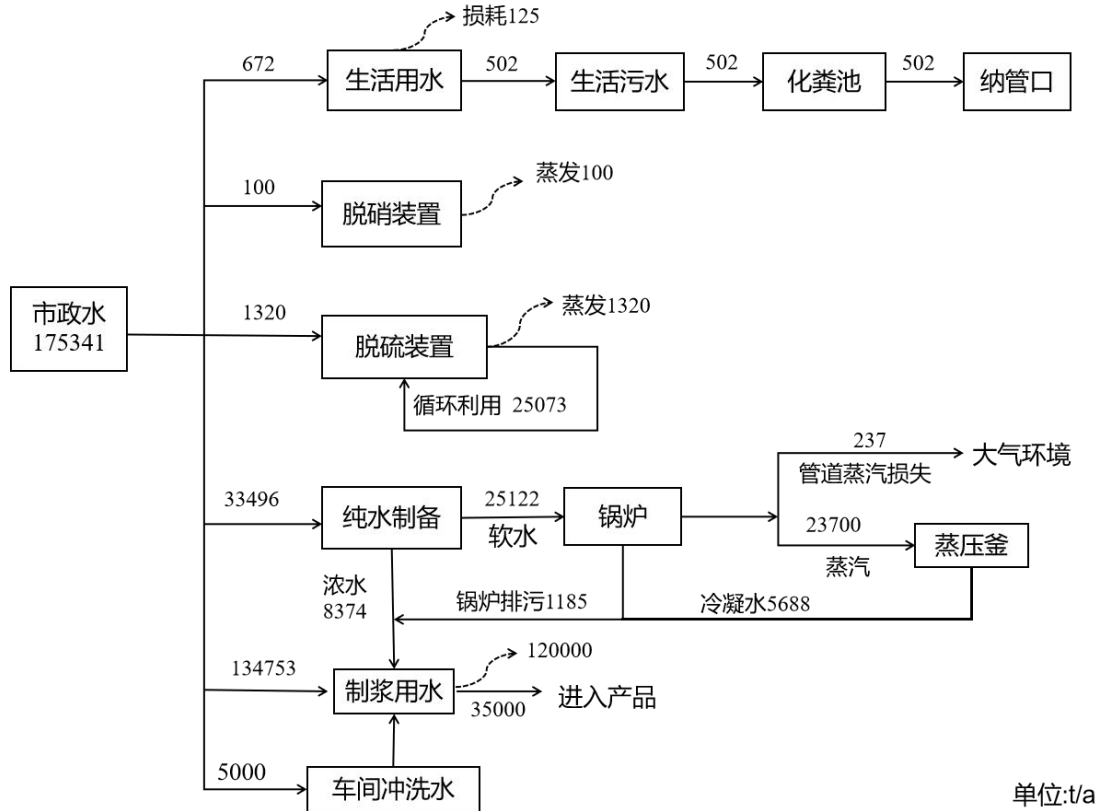 损耗125
672
生活用水
502
生活污水
502
化粪池
502
纳管口
100
脱硝装置
蒸发100
市政水
175341
1320
脱硫装置
蒸发1320
循环利用 25073
33496
纯水制备
25122
软水
锅炉
237
管道蒸汽损失
大气环境
23700
蒸汽
蒸压釜
浓水
8374
锅炉排污1185
冷凝水5688
134753
制浆用水
120000
35000
进入产品
5000
车间冲洗水
单位:t/a